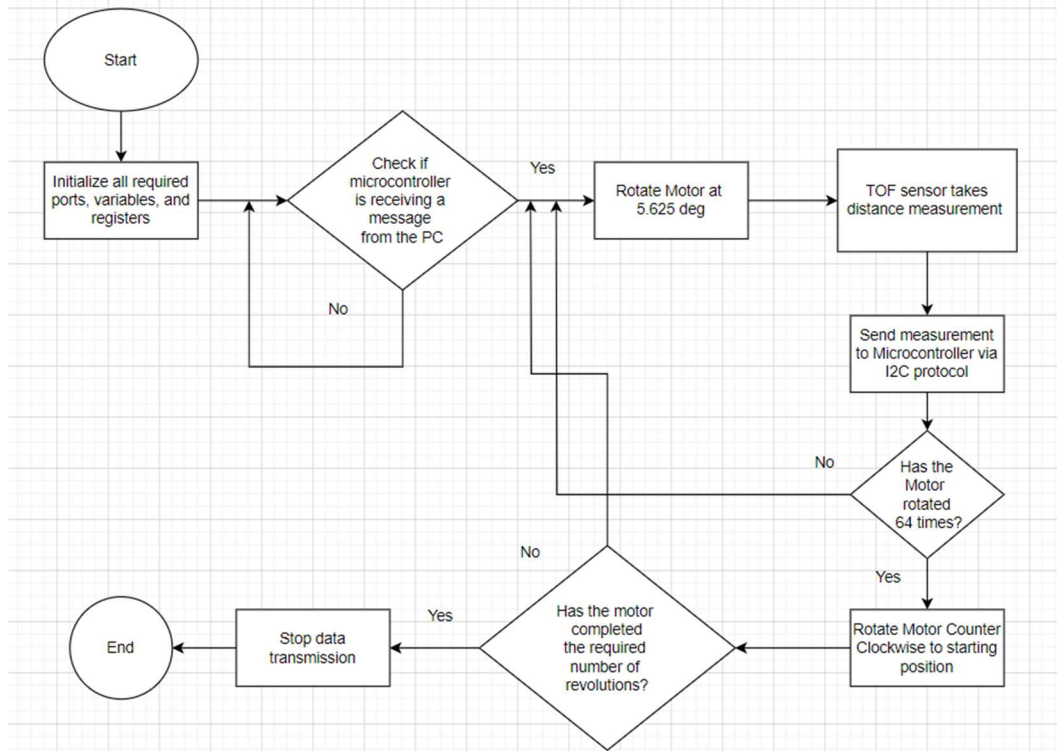 Start
Initialize all required
ports, variables, and
registers
Check if
microcontroller
is receiving a
message
from the PC
No
Yes
Rotate Motor at
5.625 deg
TOF sensor takes
distance measurement
Send measurement
to Microcontroller via
I2C protocol
Has the
Motor
rotated
64 times?
No
Yes
Rotate Motor Counter
Clockwise to starting
position
Has the motor
completed
the required
number of
revolutions?
No
Yes
Stop data
transmission
End